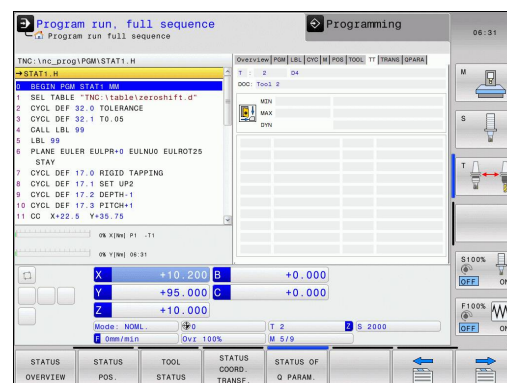 Program run, full sequence
Programming
Program run full sequence
06:31
TNC:\nc_prog\PGM\STAT1.H
→STAT1.H
0 BEGIN PGM STAT1 MM
1 SEL TABLE "TNC:\table\zeroshift.d"
2 CYCL DEF 32.0 TOLERANCE
3 CYCL DEF 32.1 T0.05
4 CALL LBL 99
5 LBL 99
6 PLANE EULER EULPR+0 EULNU0 EULROT25
STAY
7 CYCL DEF 17.0 RIGID TAPPING
8 CYCL DEF 17.1 SET UP2
9 CYCL DEF 17.2 DEPTH-1
10 CYCL DEF 17.3 PITCH+1
11 CC X+22.5 Y+35.75
Overview PGM LBL CYC M POS TOOL TT TRANS QPARA
T : 2 D4
DOC: Tool 2
MIN
MAX
DYN
0% X[Nm] P1 -T1
0% Y[Nm] 06:31
X +10.200 B +0.000
Y +95.000 C +0.000
Z +10.000
Mode: NOML. 0 T 2 Z S 2000
F 0mm/min Ovr 100% M 5/9
M
S
T
S100%
OFF ON
F100%
OFF ON
STATUS OVERVIEW
STATUS POS.
TOOL STATUS
STATUS COORD. TRANSF.
STATUS OF Q PARAM.